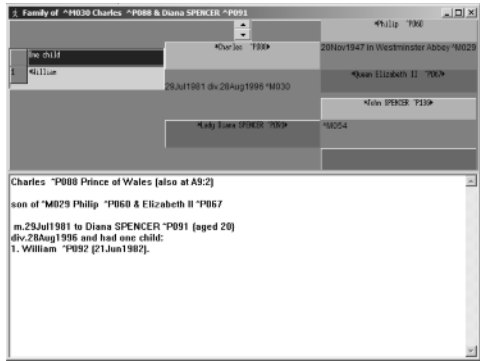 Family of ^M030 Charles ^P088 & Diana SPENCER ^P091
One child
1 <William
<Charles ^P088>
29Jul1981 div.28Aug1996 ^M030
<Lady Diana SPENCER ^P091>
<Philip ^P060
20Nov1947 in Westminster Abbey ^M029
<Queen Elizabeth II ^P067>
<John SPENCER ^P130>
^M054
Charles ^P088 Prince of Wales (also at A9:2)
son of ^M029 Philip ^P060 & Elizabeth II ^P067
m.29Jul1981 to Diana SPENCER ^P091 (aged 20)
div.28Aug1996 and had one child:
1. William ^P092 (21Jun1982).